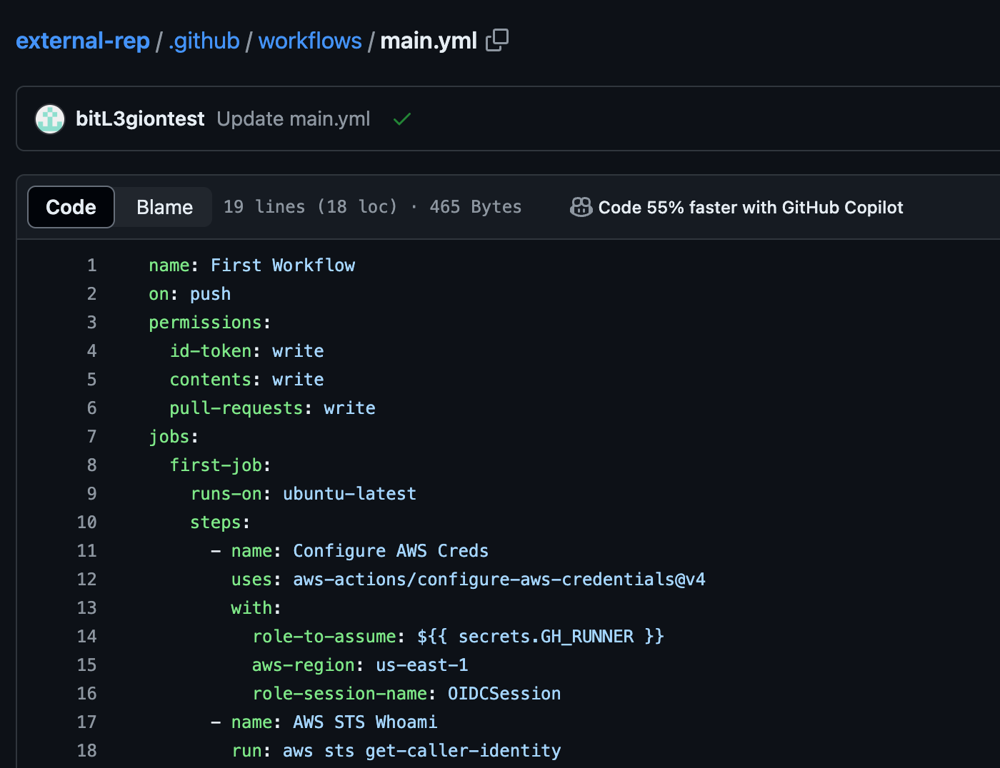 external-rep / .github / workflows / main.yml
bitL3giontest Update main.yml
Code Blame 19 lines (18 loc) · 465 Bytes Code 55% faster with GitHub Copilot
1 name: First Workflow
2 on: push
3 permissions:
4   id-token: write
5   contents: write
6   pull-requests: write
7 jobs:
8   first-job:
9     runs-on: ubuntu-latest
10     steps:
11       - name: Configure AWS Creds
12         uses: aws-actions/configure-aws-credentials@v4
13         with:
14           role-to-assume: ${{ secrets.GH_RUNNER }}
15           aws-region: us-east-1
16           role-session-name: OIDCSession
17       - name: AWS STS Whoami
18         run: aws sts get-caller-identity